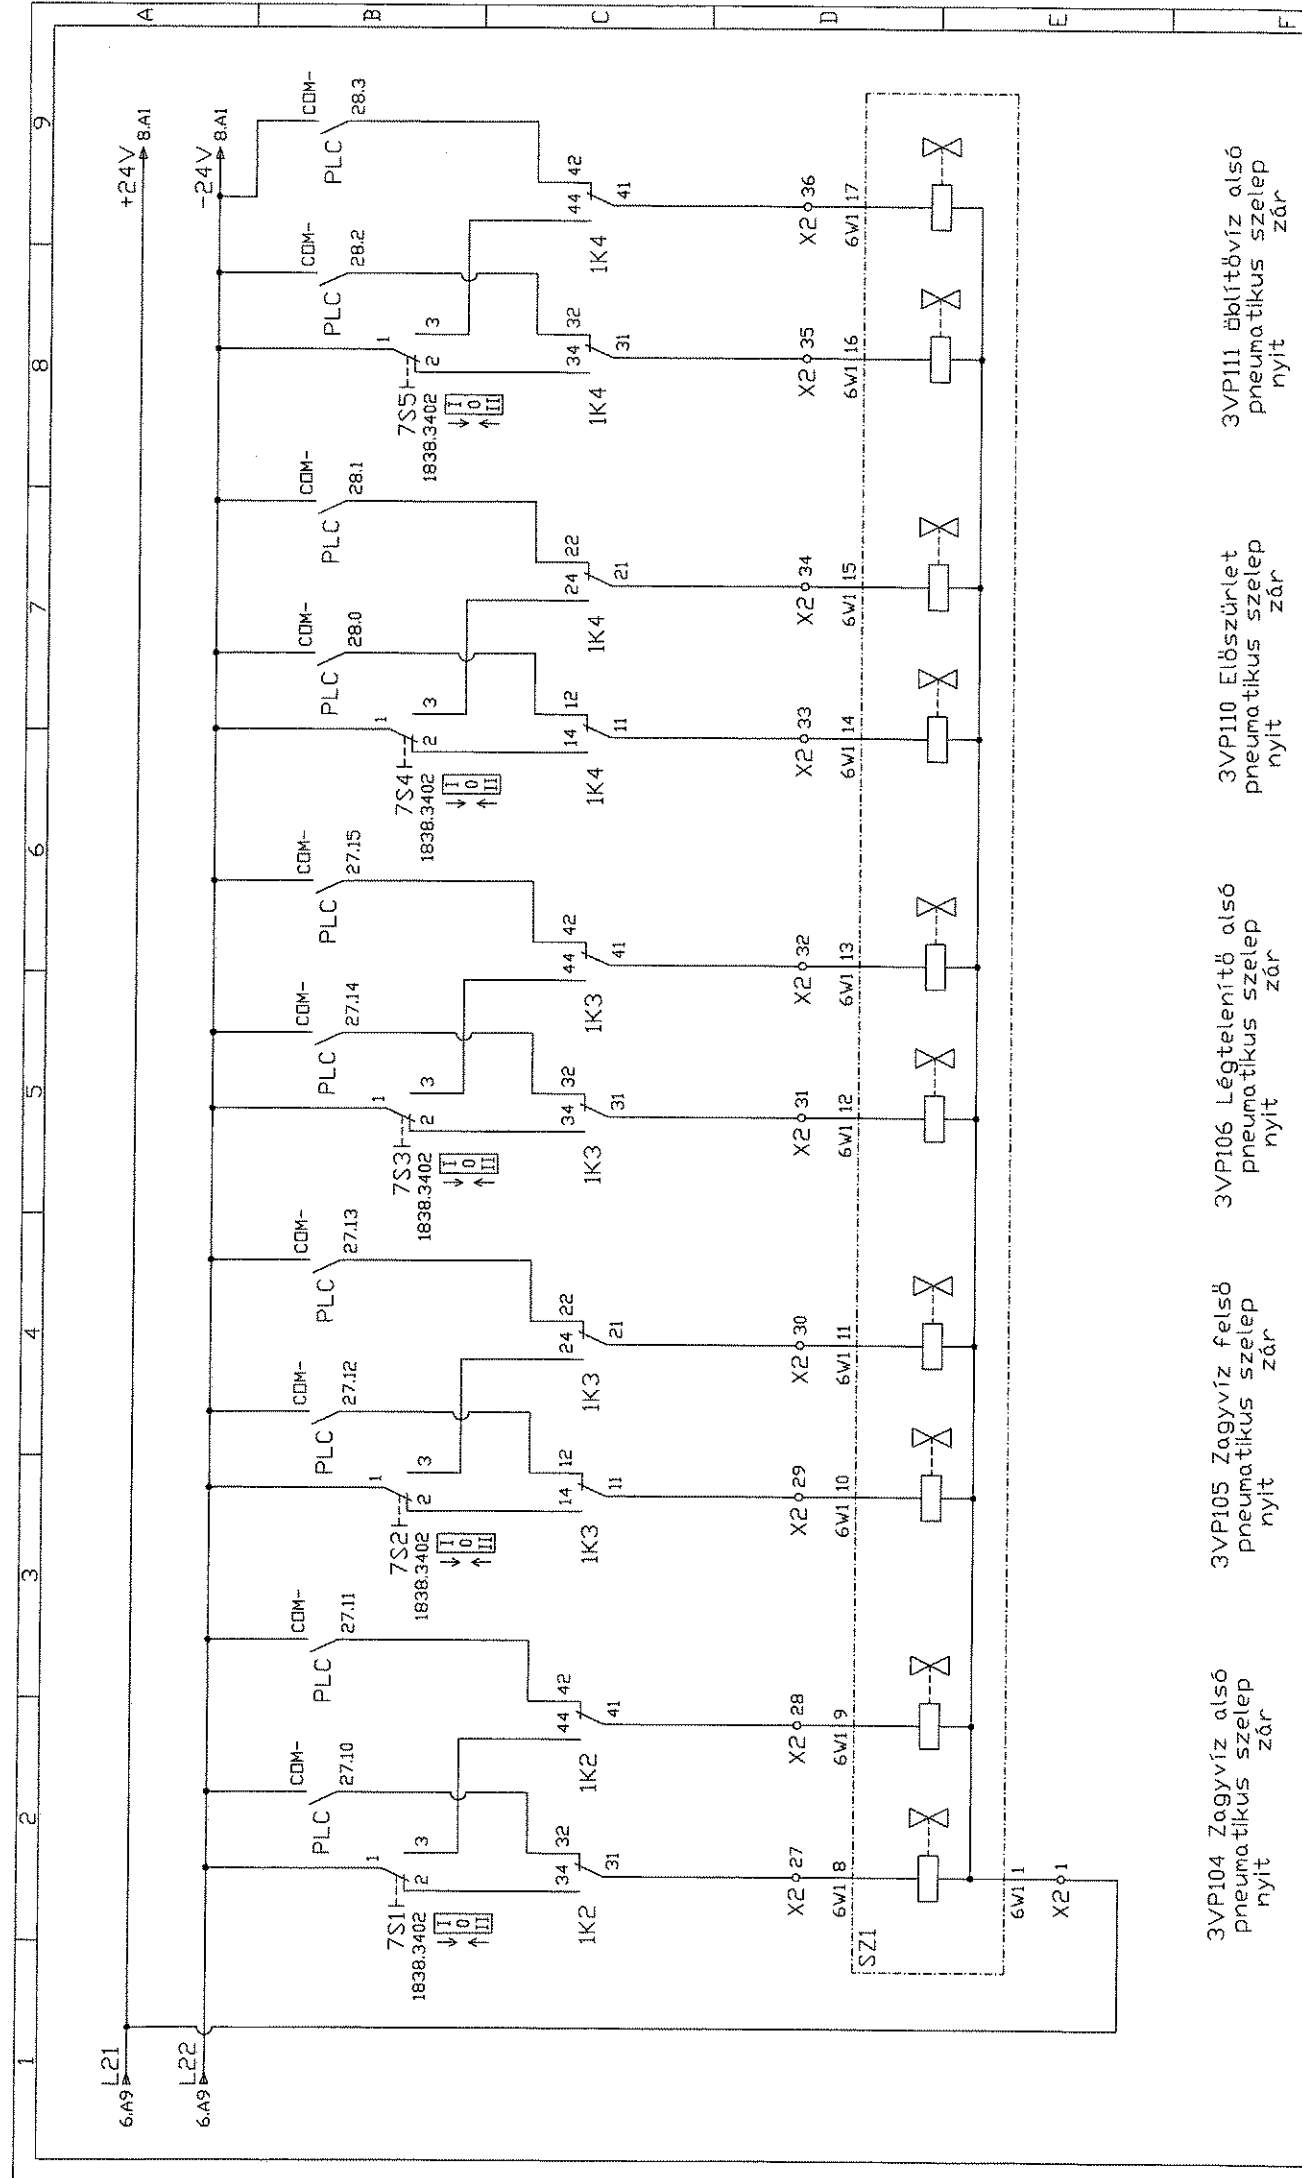 1 2 3 4 5 6 7 8 9
A
B
C
D
E
F
6.A9 L21
+24V 8.A1
6.A9 L22
-24V 8.A1
COM-
PLC 27.10
COM-
PLC 27.11
COM-
PLC 27.12
COM-
PLC 27.13
COM-
PLC 27.14
COM-
PLC 27.15
COM-
PLC 28.0
COM-
PLC 28.1
COM-
PLC 28.2
COM-
PLC 28.3
7S1 1 2 3
1838.3402
I
0
II
7S2 1 2 3
1838.3402
I
0
II
7S3 1 2 3
1838.3402
I
0
II
7S4 1 2 3
1838.3402
I
0
II
7S5 1 2 3
1838.3402
I
0
II
34 32
31
1K2
44 42
41
1K2
14 12
11
1K3
24 22
21
1K3
34 32
31
1K3
44 42
41
1K3
14 12
11
1K4
24 22
21
1K4
34 32
31
1K4
44 42
41
1K4
X2 27
X2 28
X2 29
X2 30
X2 31
X2 32
X2 33
X2 34
X2 35
X2 36
6W1 8
6W1 9
6W1 10
6W1 11
6W1 12
6W1 13
6W1 14
6W1 15
6W1 16
6W1 17
SZ1
6W1 1
X2 1
3VP104 Zagyvíz alsó
pneumatikus szelep
nyit zár
3VP105 Zagyvíz felső
pneumatikus szelep
nyit zár
3VP106 Légtelenítő alsó
pneumatikus szelep
nyit zár
3VP110 Előszűrlet
pneumatikus szelep
nyit zár
3VP111 öblítővíz alsó
pneumatikus szelep
nyit zár